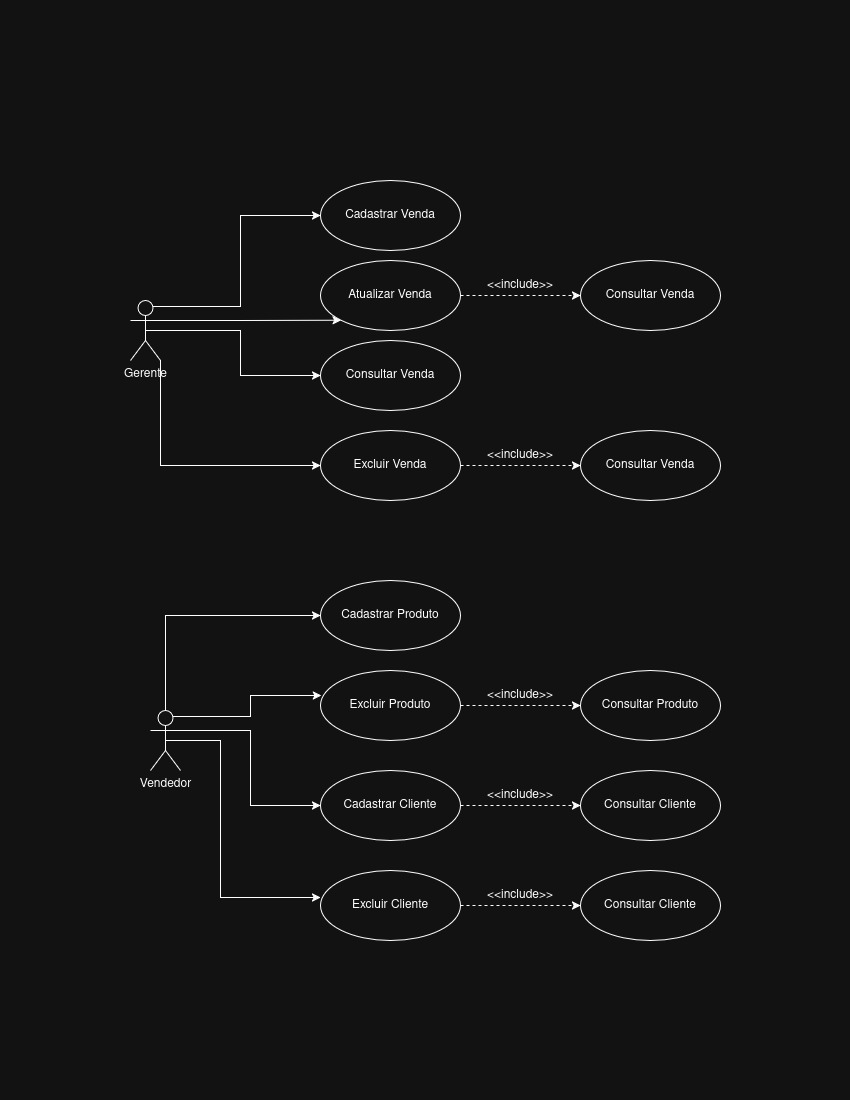 Cadastrar Venda
Atualizar Venda
<<include>>
Consultar Venda
Gerente
Consultar Venda
Excluir Venda
<<include>>
Consultar Venda
Cadastrar Produto
Excluir Produto
<<include>>
Consultar Produto
Vendedor
Cadastrar Cliente
<<include>>
Consultar Cliente
Excluir Cliente
<<include>>
Consultar Cliente